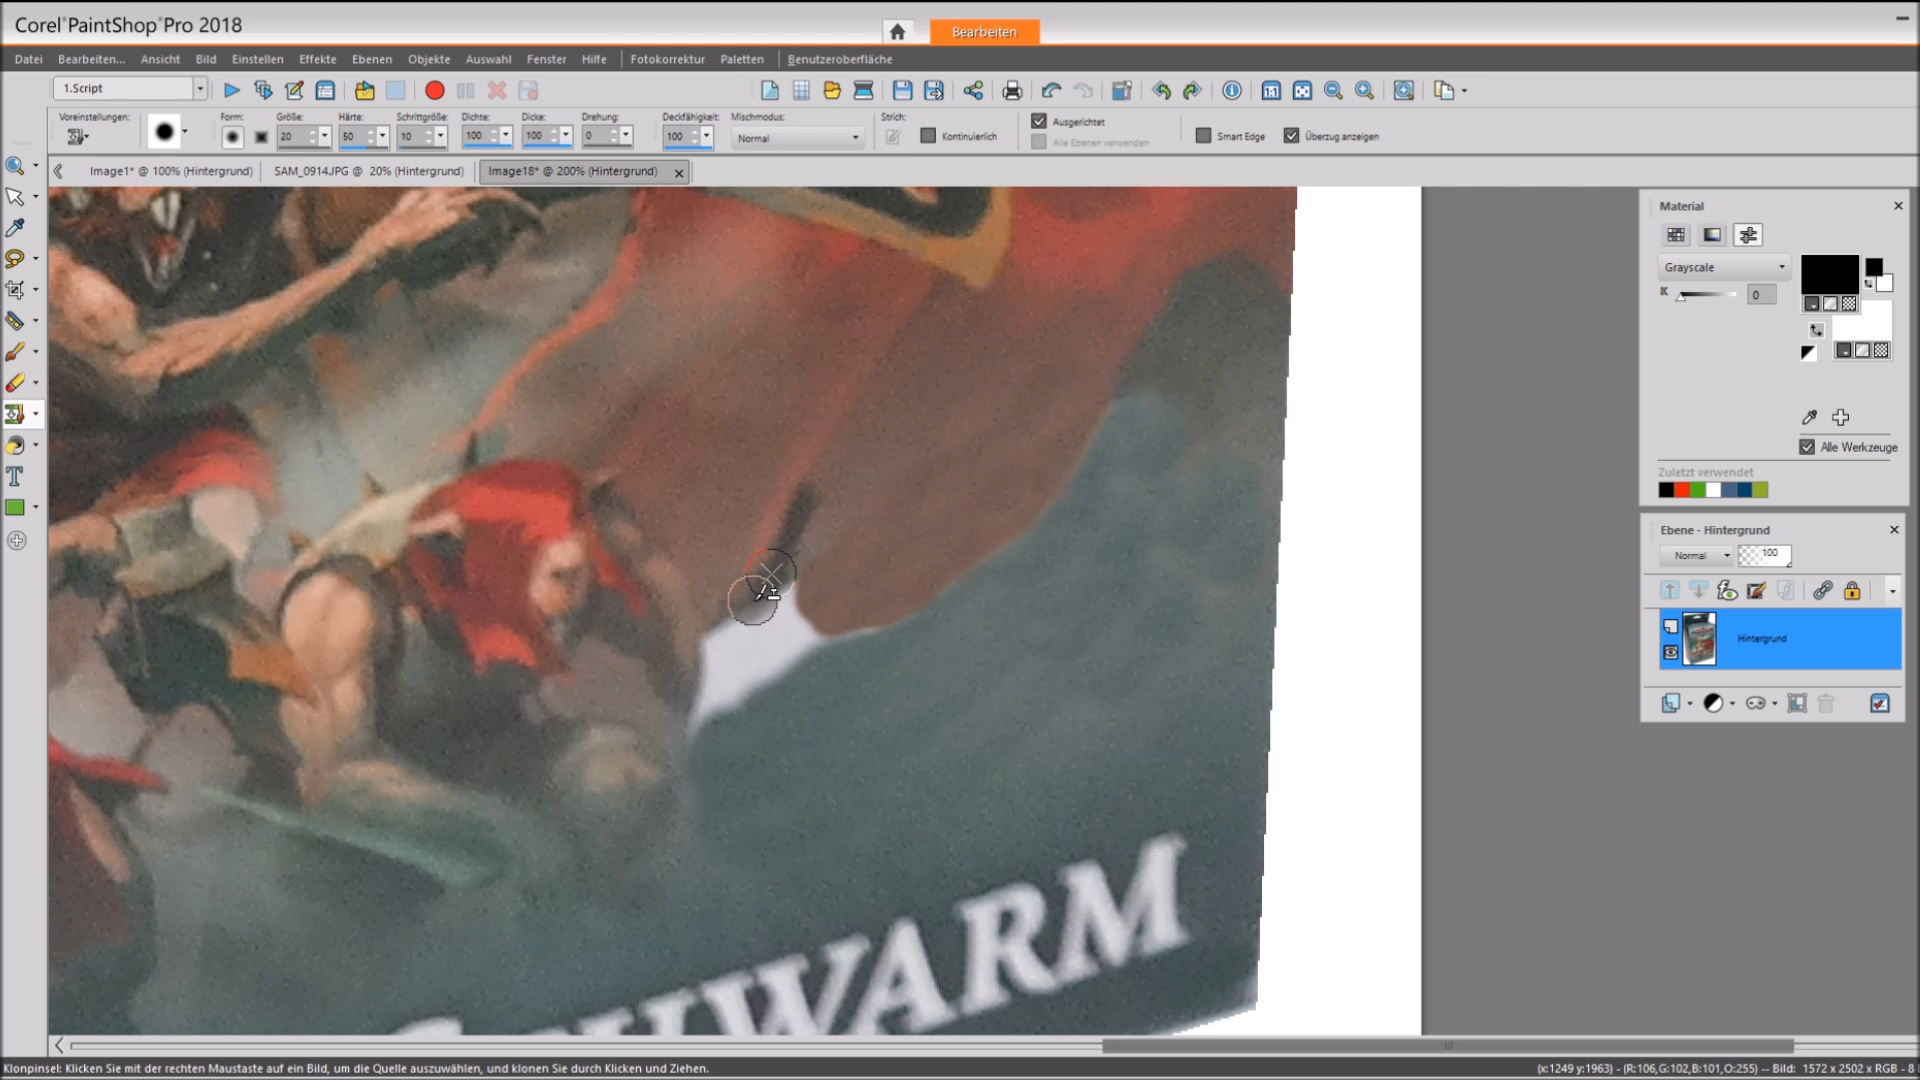 Corel®PaintShop®Pro 2018
Bearbeiten
Datei Bearbeiten... Ansicht Bild Einstellen Effekte Ebenen Objekte Auswahl Fenster Hilfe Fotokorrektur Paletten Benutzeroberfläche
1.Script
Voreinstellungen: Form: Größe: Härte: Schrittgröße: Dichte: Dicke: Drehung: Deckfähigkeit: Mischmodus: Strich: Ausgerichtet
20 50 10 100 100 0 100 Normal Kontinuierlich Alle Ebenen verwenden Smart Edge Überzug anzeigen
Image1* @ 100% (Hintergrund) SAM_0914.JPG @ 20% (Hintergrund) Image18* @ 200% (Hintergrund)
Material
Grayscale
K 0
Alle Werkzeuge
Zuletzt verwendet
Ebene - Hintergrund
Normal 100
Hintergrund
SCHWARM
Klonpinsel: Klicken Sie mit der rechten Maustaste auf ein Bild, um die Quelle auszuwählen, und klonen Sie durch Klicken und Ziehen. (x:1249 y:1963) - (R:106,G:102,B:101,O:255) -- Bild: 1572 x 2502 x RGB - 8